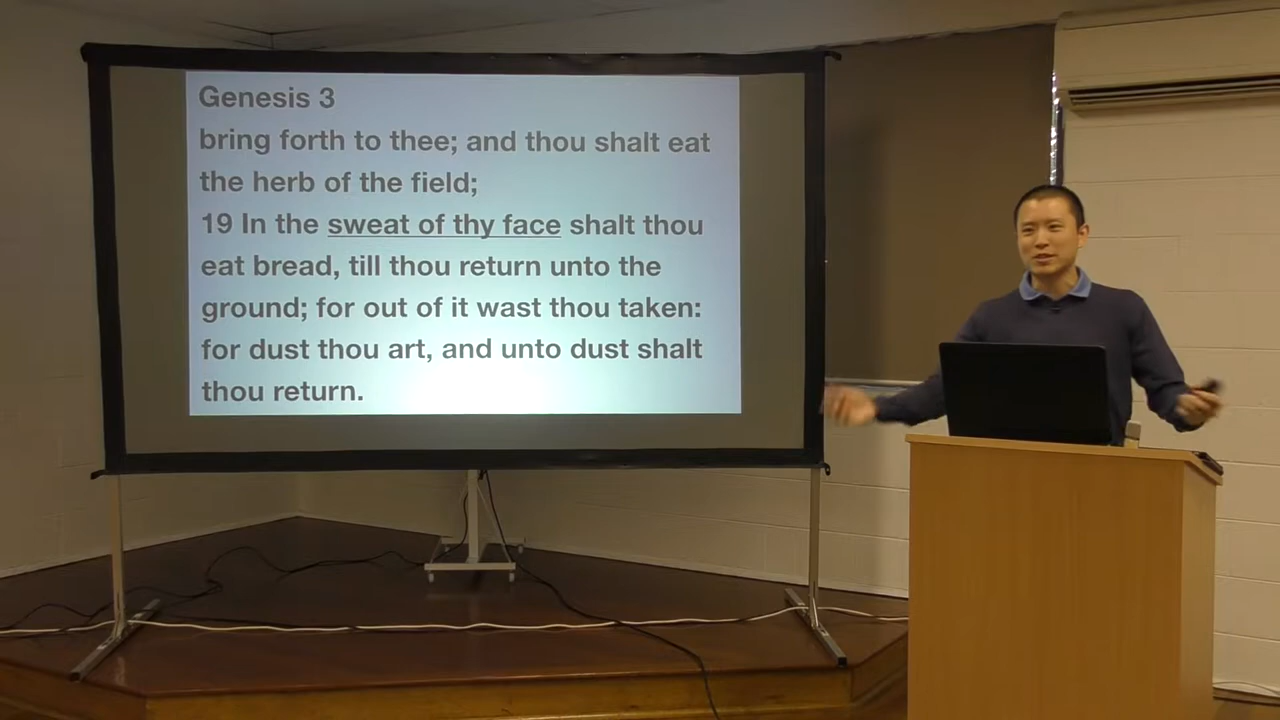 Genesis 3
bring forth to thee; and thou shalt eat
the herb of the field;
19 In the sweat of thy face shalt thou
eat bread, till thou return unto the
ground; for out of it wast thou taken:
for dust thou art, and unto dust shalt
thou return.